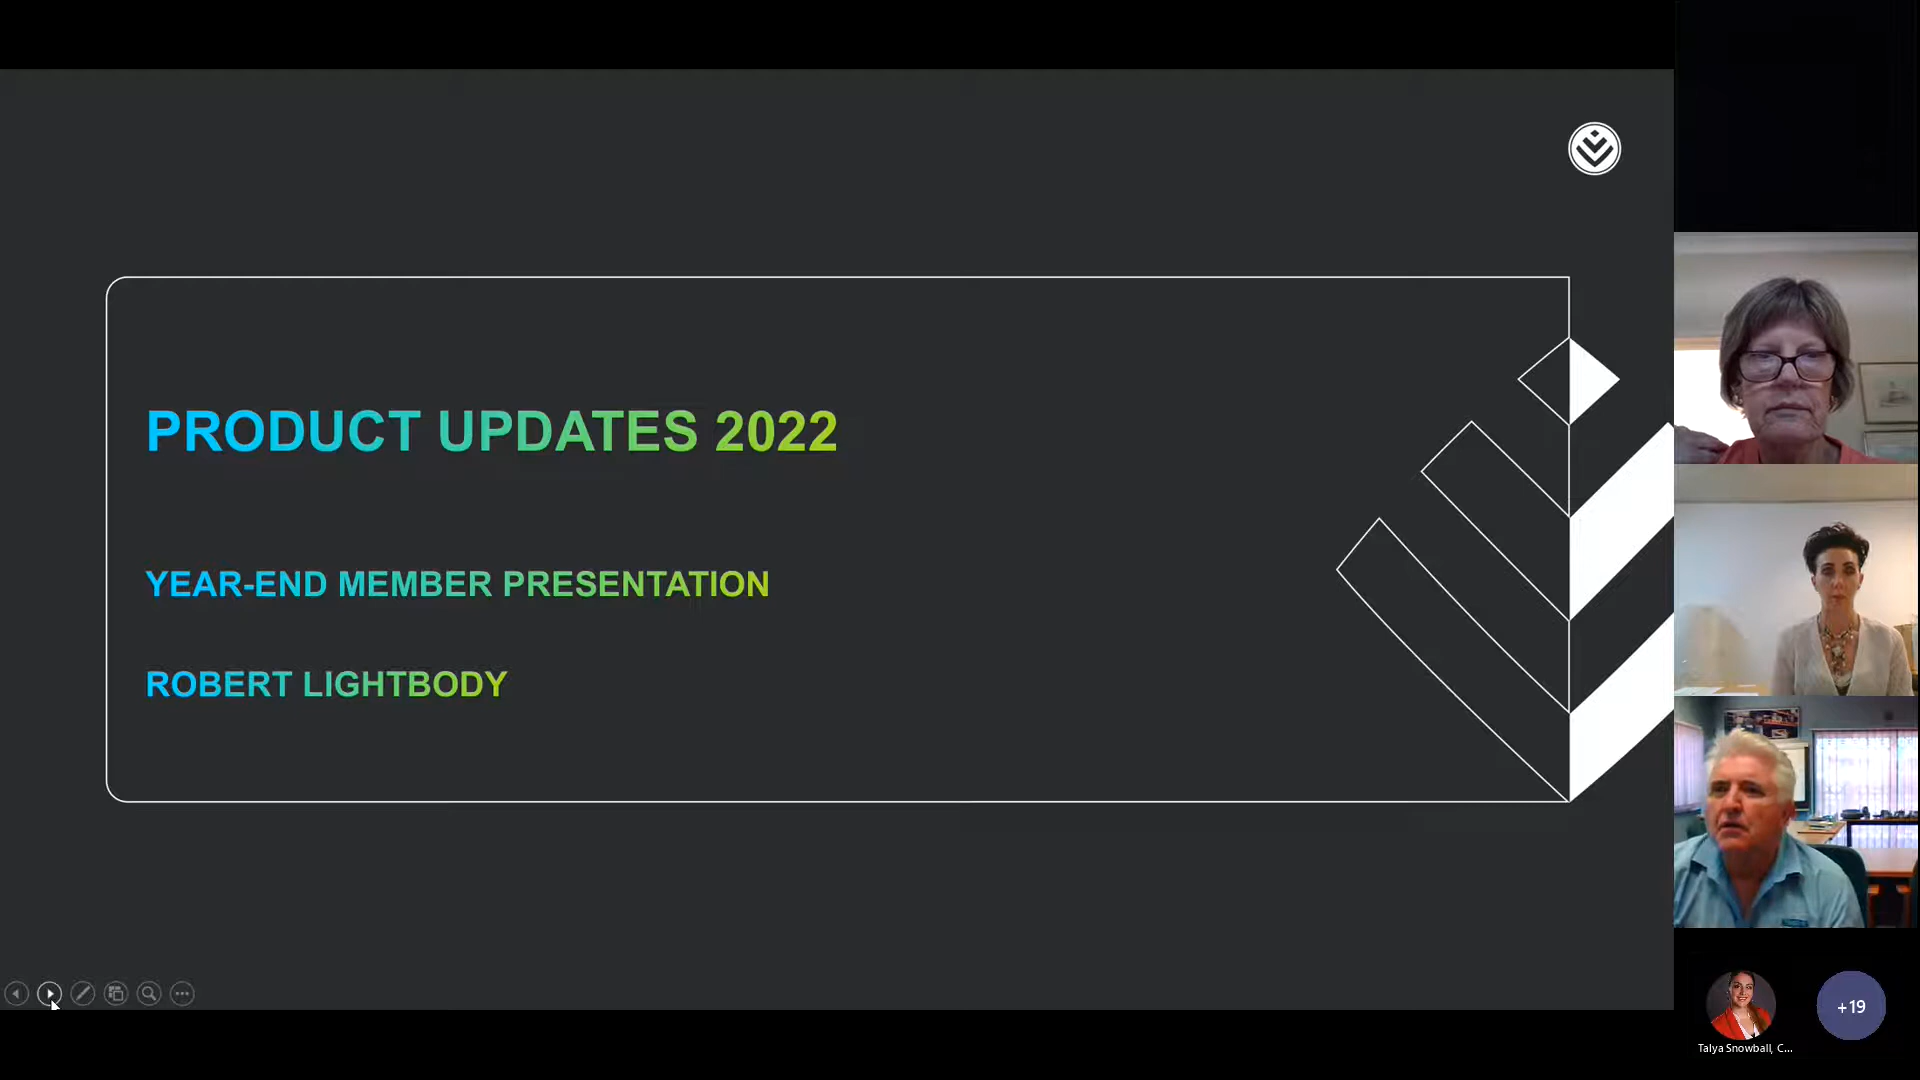 PRODUCT UPDATES 2022
YEAR-END MEMBER PRESENTATION
ROBERT LIGHTBODY
+19
Talya Snowball, C...